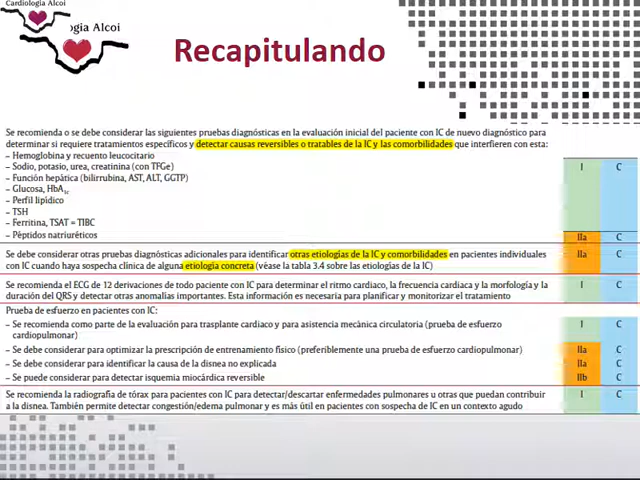 Cardiología Alcoi
ogía Alcoi
Recapitulando
Se recomienda o se debe considerar las siguientes pruebas diagnósticas en la evaluación inicial del paciente con IC de nuevo diagnóstico para
determinar si requiere tratamientos específicos y detectar causas reversibles o tratables de la IC y las comorbilidades que interfieren con esta:
– Hemoglobina y recuento leucocitario
– Sodio, potasio, urea, creatinina (con TFGe)
– Función hepática (bilirrubina, AST, ALT, GGTP)
– Glucosa, HbA1c
– Perfil lipídico
– TSH
– Ferritina, TSAT = TIBC
I C
– Péptidos natriuréticos IIa C
Se debe considerar otras pruebas diagnósticas adicionales para identificar otras etiologías de la IC y comorbilidades en pacientes individuales IIa C
con IC cuando haya sospecha clínica de alguna etiología concreta (véase la tabla 3.4 sobre las etiologías de la IC)
Se recomienda el ECG de 12 derivaciones de todo paciente con IC para determinar el ritmo cardiaco, la frecuencia cardiaca y la morfología y la I C
duración del QRS y detectar otras anomalías importantes. Esta información es necesaria para planificar y monitorizar el tratamiento
Prueba de esfuerzo en pacientes con IC:
– Se recomienda como parte de la evaluación para trasplante cardiaco y para asistencia mecánica circulatoria (prueba de esfuerzo I C
cardiopulmonar)
– Se debe considerar para optimizar la prescripción de entrenamiento físico (preferiblemente una prueba de esfuerzo cardiopulmonar) IIa C
– Se debe considerar para identificar la causa de la disnea no explicada IIa C
– Se puede considerar para detectar isquemia miocárdica reversible IIb C
Se recomienda la radiografía de tórax para pacientes con IC para detectar/descartar enfermedades pulmonares u otras que puedan contribuir I C
a la disnea. También permite detectar congestión/edema pulmonar y es más útil en pacientes con sospecha de IC en un contexto agudo